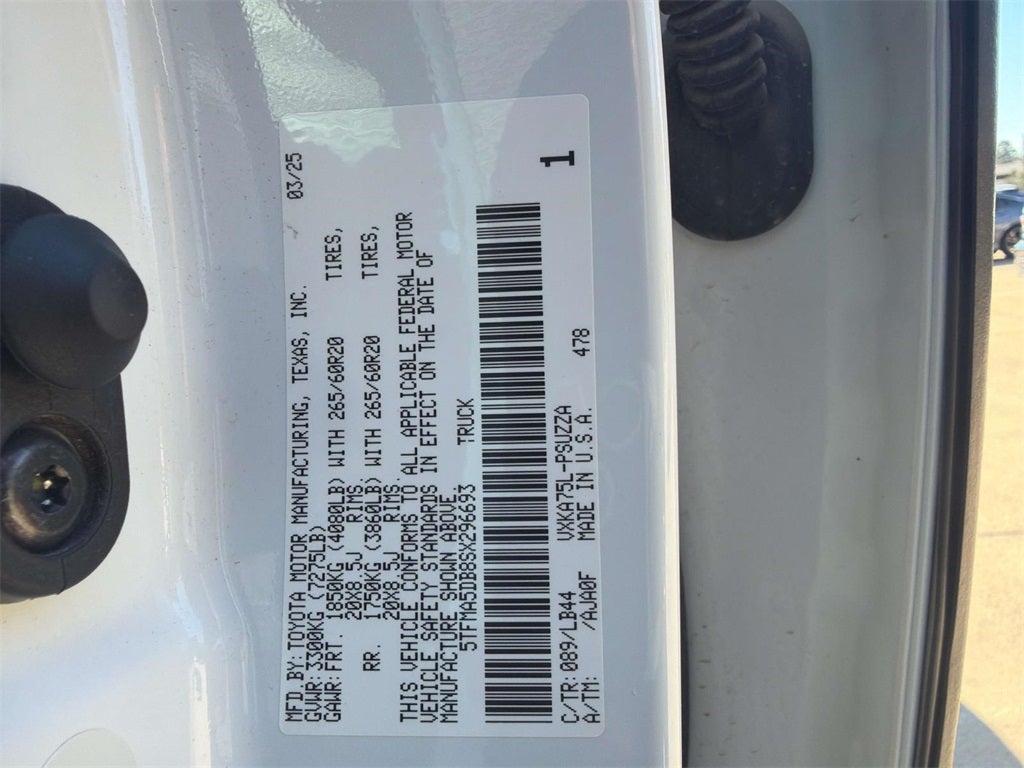 MFD BY: TOYOTA MOTOR MANUFACTURING, TEXAS, INC. 03/25
GVWR: 3300KG (7275LB)
GAWR: FRT. 1850KG (4080LB) WITH 265/60R20 TIRES,
20X8.5J RIMS.
RR. 1750KG (3860LB) WITH 265/60R20 TIRES,
20X8.5J RIMS.
THIS VEHICLE CONFORMS TO ALL APPLICABLE FEDERAL MOTOR
VEHICLE SAFETY STANDARDS IN EFFECT ON THE DATE OF
MANUFACTURE SHOWN ABOVE.
5TFMA5DB8SX296693 TRUCK
1
C/TR: 089/LB44 VXKA75L-PSUZZA
A/TM: /AJA0F MADE IN U.S.A. 478